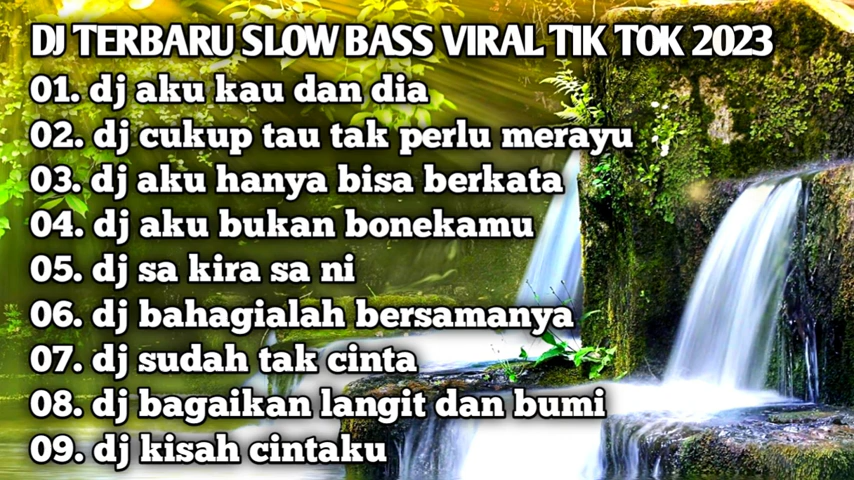 DJ TERBARU SLOW BASS VIRAL TIK TOK 2023
01. dj aku kau dan dia
02. dj cukup tau tak perlu merayu
03. dj aku hanya bisa berkata
04. dj aku bukan bonekamu
05. dj sa kira sa ni
06. dj bahagialah bersamanya
07. dj sudah tak cinta
08. dj bagaikan langit dan bumi
09. dj kisah cintaku